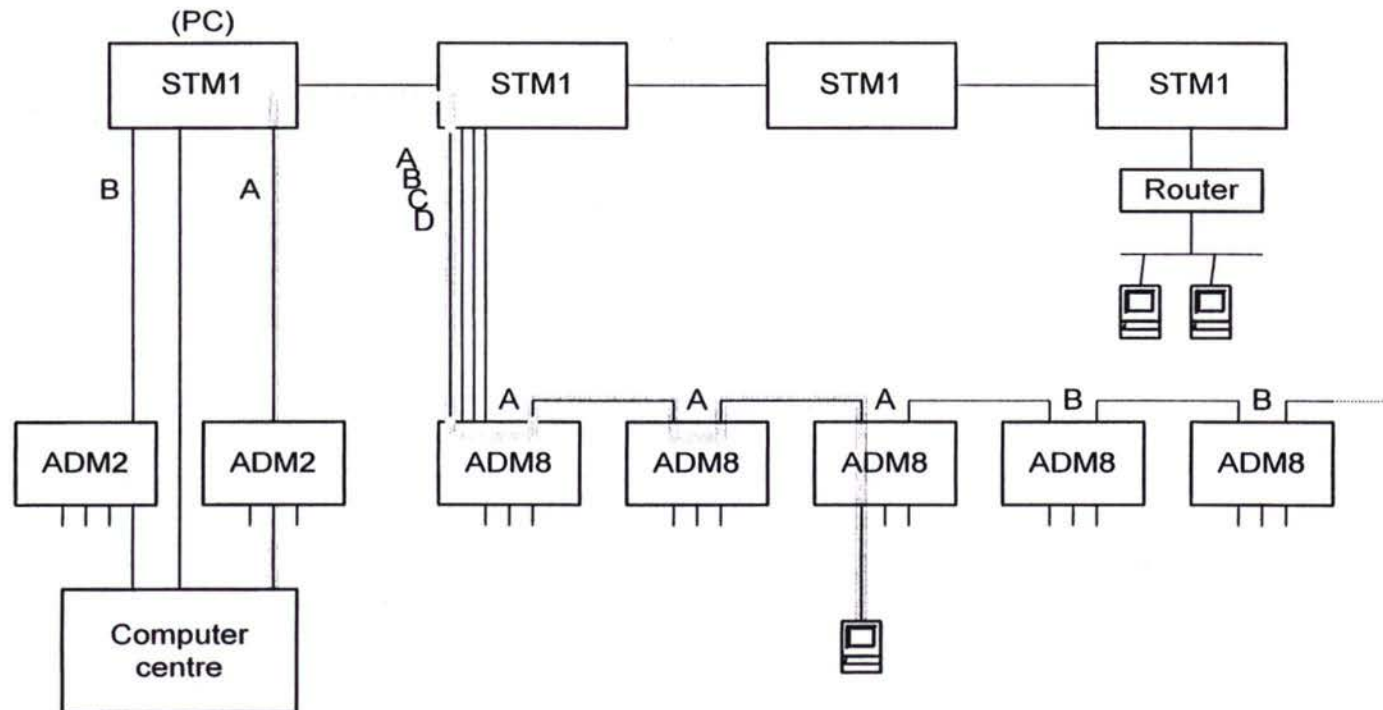 (PC)
STM1 STM1 STM1 STM1
B A
A
B
C
D
Router
A A A B B
ADM2 ADM2 ADM8 ADM8 ADM8 ADM8 ADM8
Computer
centre